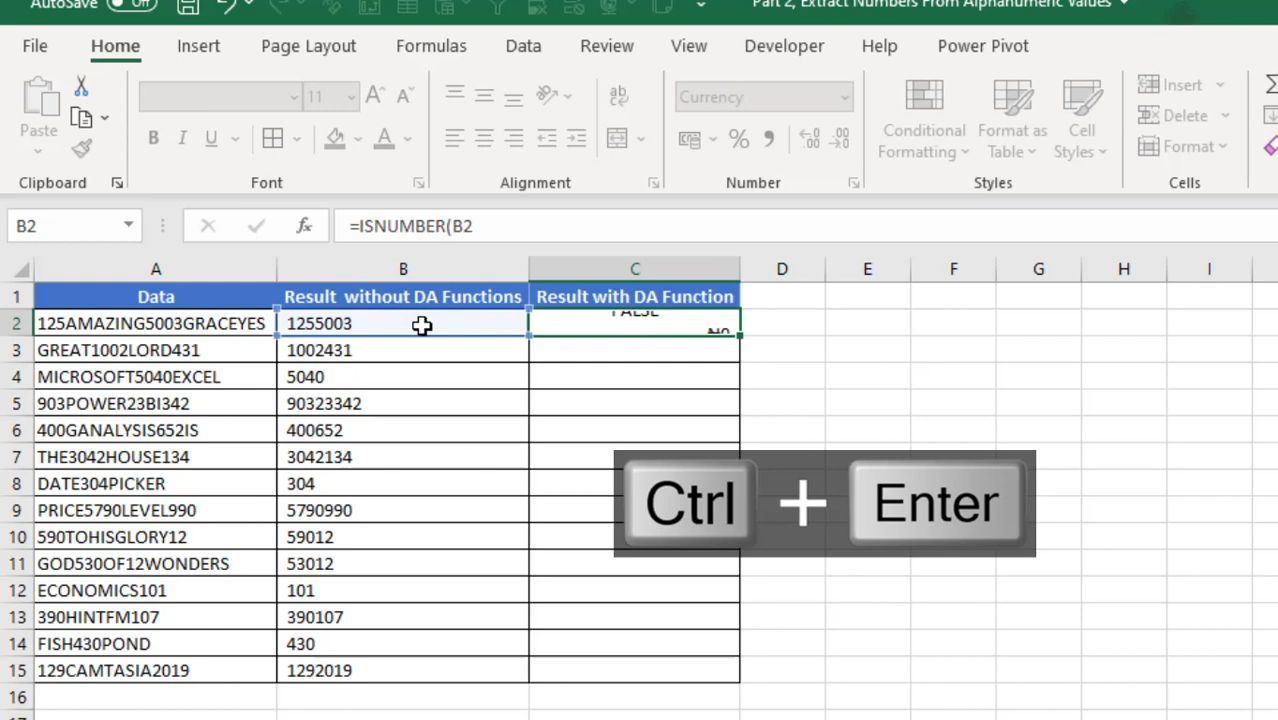 AutoSave Off Part 2, Extract Numbers From Alphanumeric Values
File Home Insert Page Layout Formulas Data Review View Developer Help Power Pivot
Paste
11 A A
B I U A
ab
Currency
% ,
Conditional Formatting
Format as Table
Cell Styles
Insert
Delete
Format
Clipboard Font Alignment Number Styles Cells
B2 fx =ISNUMBER(B2
A B C D E F G H I
1 Data Result without DA Functions Result with DA Function
2 125AMAZING5003GRACEYES 1255003 FALSE
3 GREAT1002LORD431 1002431
4 MICROSOFT5040EXCEL 5040
5 903POWER23BI342 90323342
6 400GANALYSIS652IS 400652
7 THE3042HOUSE134 3042134
8 DATE304PICKER 304
9 PRICE5790LEVEL990 5790990
10 590TOHISGLORY12 59012
11 GOD530OF12WONDERS 53012
12 ECONOMICS101 101
13 390HINTFM107 390107
14 FISH430POND 430
15 129CAMTASIA2019 1292019
16
Ctrl + Enter